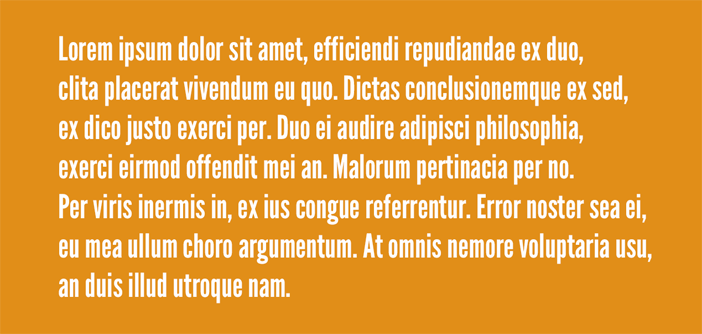 Lorem ipsum dolor sit amet, efficiendi repudiandae ex duo,
clita placerat vivendum eu quo. Dictas conclusionemque ex sed,
ex dico justo exerci per. Duo ei audire adipisci philosophia,
exerci eirmod offendit mei an. Malorum pertinacia per no.
Per viris inermis in, ex ius congue referrentur. Error noster sea ei,
eu mea ullum choro argumentum. At omnis nemore voluptaria usu,
an duis illud utroque nam.